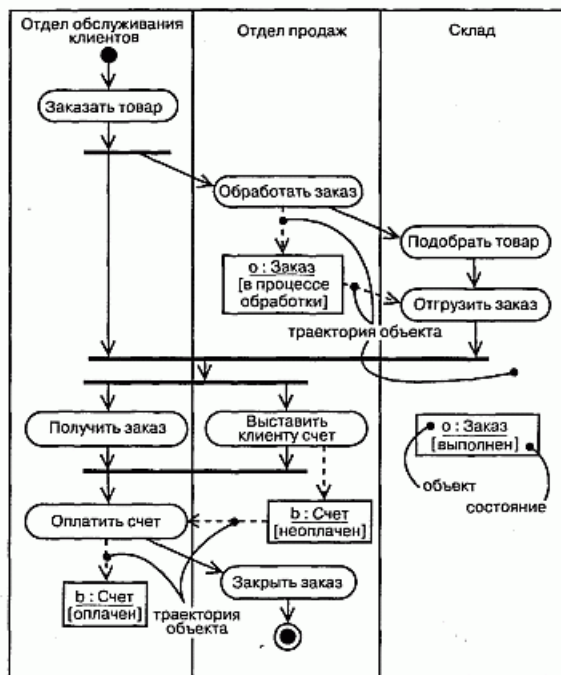 Отдел обслуживания
клиентов
Отдел продаж
Склад
Заказать товар
Обработать заказ
Подобрать товар
o : Заказ
[в процессе
обработки]
Отгрузить заказ
траектория объекта
Получить заказ
Выставить
клиенту счет
o : Заказ
[выполнен]
объект
состояние
Оплатить счет
b : Счет
[неоплачен]
Закрыть заказ
b : Счет
[оплачен]
траектория
объекта